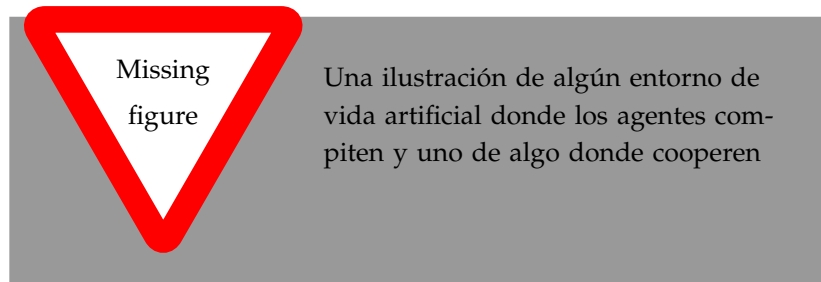 Missing
figure
Una ilustración de algún entorno de
vida artificial donde los agentes com-
piten y uno de algo donde cooperen